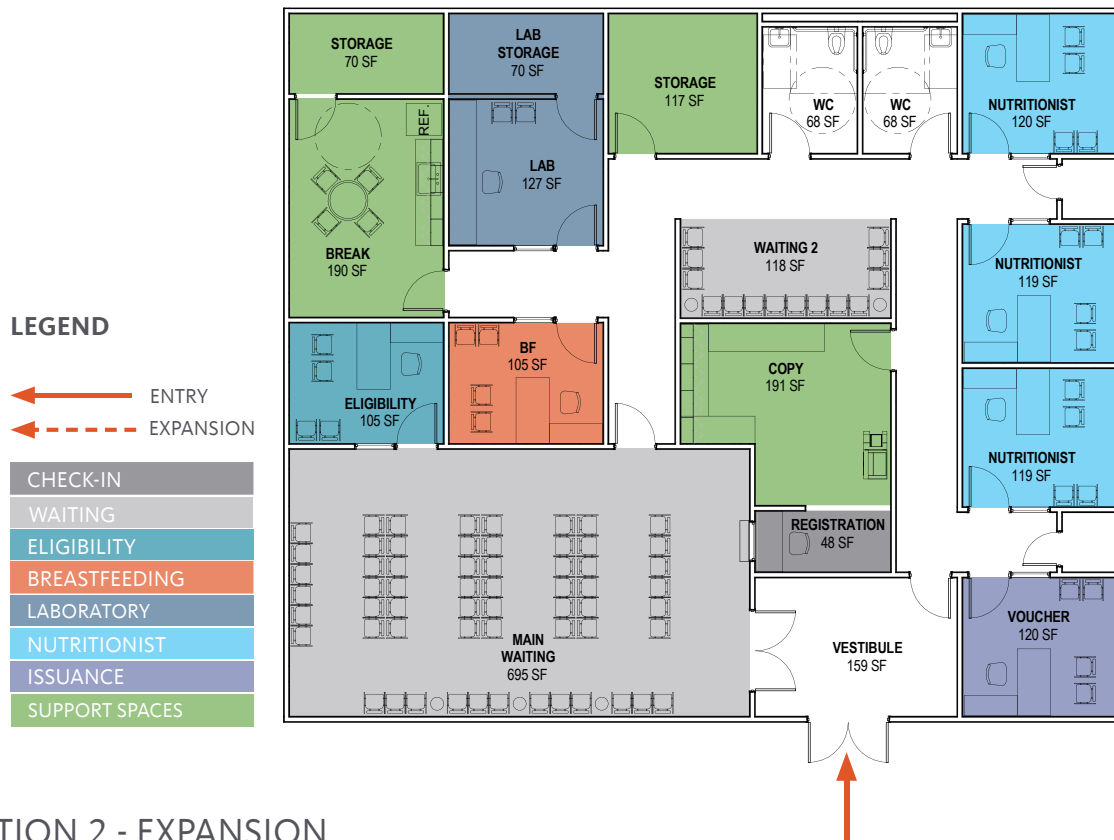 STORAGE
70 SF
LAB
STORAGE
70 SF
STORAGE
117 SF
WC
68 SF
WC
68 SF
NUTRITIONIST
120 SF
REF.
LAB
127 SF
BREAK
190 SF
WAITING 2
118 SF
NUTRITIONIST
119 SF
LEGEND
ENTRY
EXPANSION
CHECK-IN
WAITING
ELIGIBILITY
BREASTFEEDING
LABORATORY
NUTRITIONIST
ISSUANCE
SUPPORT SPACES
ELIGIBILITY
105 SF
BF
105 SF
COPY
191 SF
NUTRITIONIST
119 SF
REGISTRATION
48 SF
MAIN
WAITING
695 SF
VESTIBULE
159 SF
VOUCHER
120 SF
TION 2 - EXPANSION